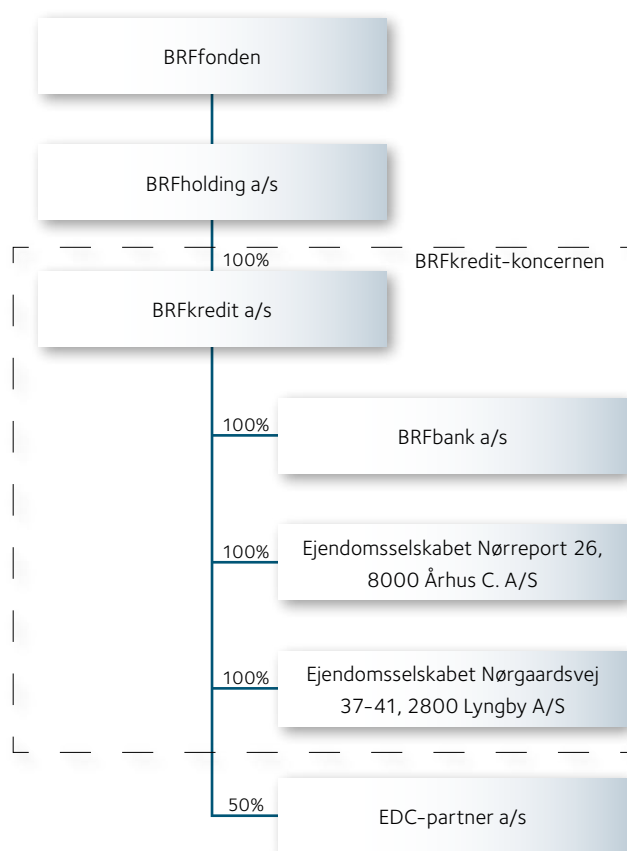 BRFfonden
BRFholding a/s
100%
BRFkredit-koncernen
BRFkredit a/s
100%
BRFbank a/s
100%
Ejendomsselskabet Nørreport 26,
8000 Århus C. A/S
100%
Ejendomsselskabet Nørgaardsvej
37-41, 2800 Lyngby A/S
50%
EDC-partner a/s